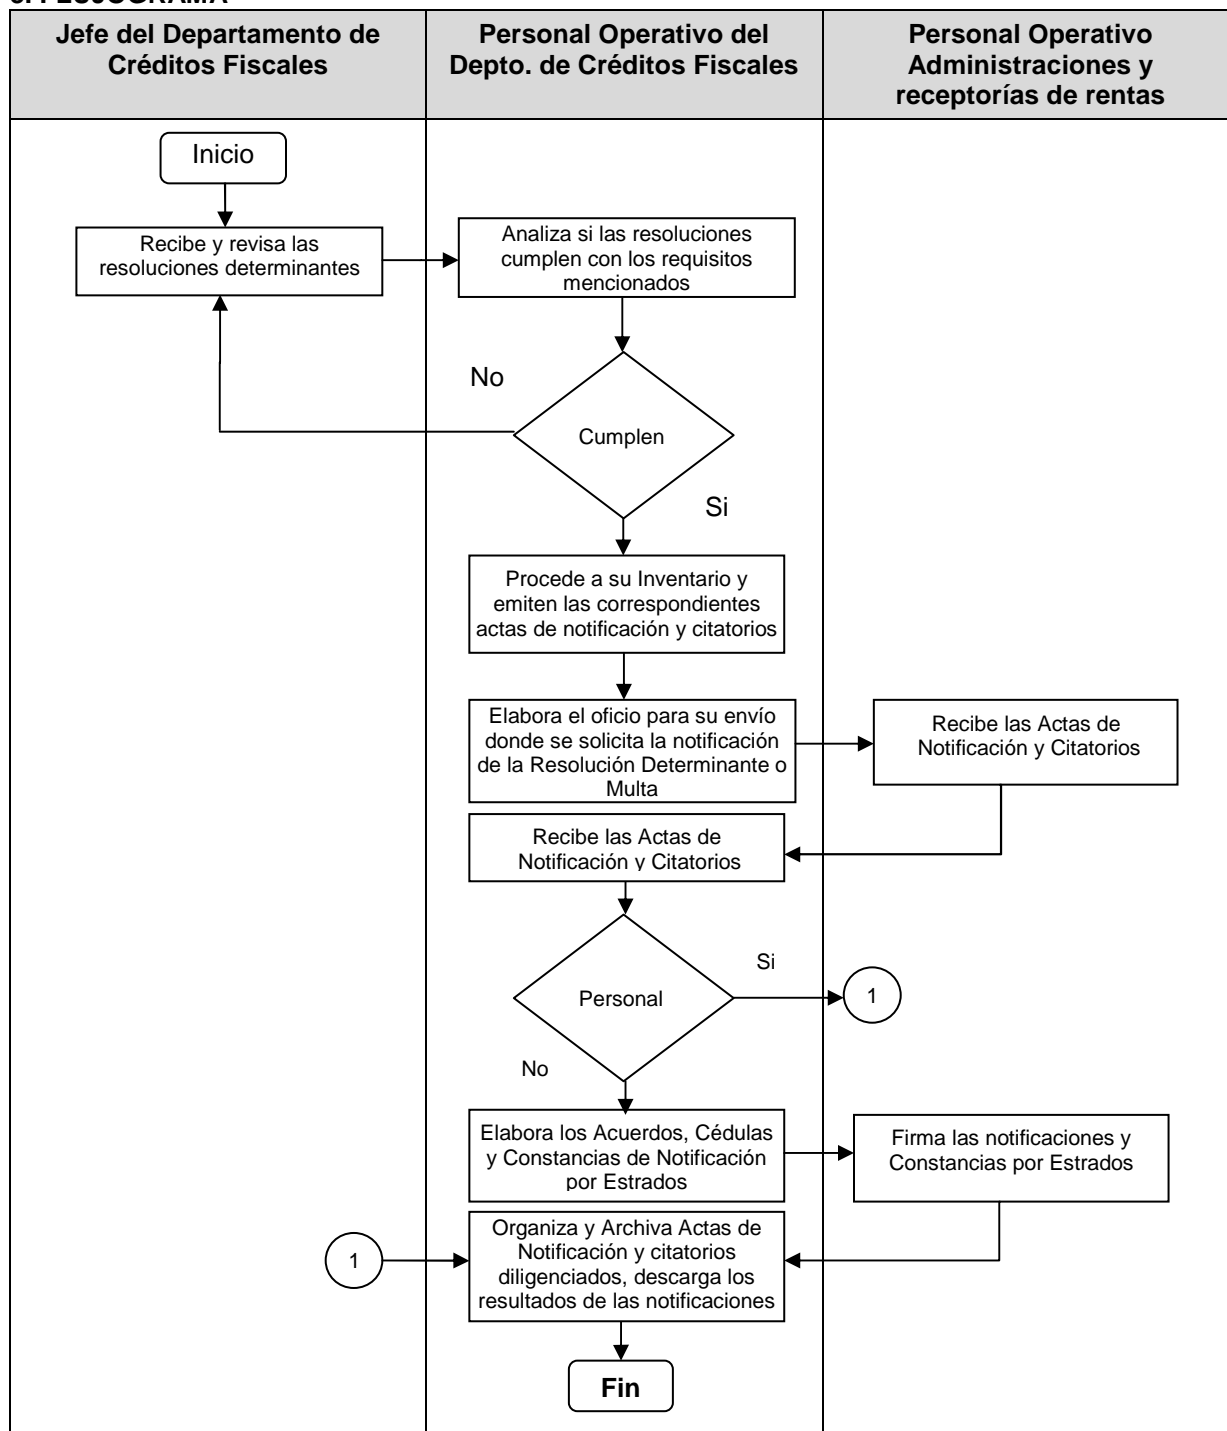 Jefe del Departamento de
Créditos Fiscales
Personal Operativo del
Depto. de Créditos Fiscales
Personal Operativo
Administraciones y
receptorías de rentas
Inicio
Recibe y revisa las
resoluciones determinantes
Analiza si las resoluciones
cumplen con los requisitos
mencionados
No
Cumplen
Si
Procede a su Inventario y
emiten las correspondientes
actas de notificación y citatorios
Elabora el oficio para su envío
donde se solicita la notificación
de la Resolución Determinante o
Multa
Recibe las Actas de
Notificación y Citatorios
Recibe las Actas de
Notificación y Citatorios
Si
Personal
1
No
Elabora los Acuerdos, Cédulas
y Constancias de Notificación
por Estrados
Firma las notificaciones y
Constancias por Estrados
1
Organiza y Archiva Actas de
Notificación y citatorios
diligenciados, descarga los
resultados de las notificaciones
Fin